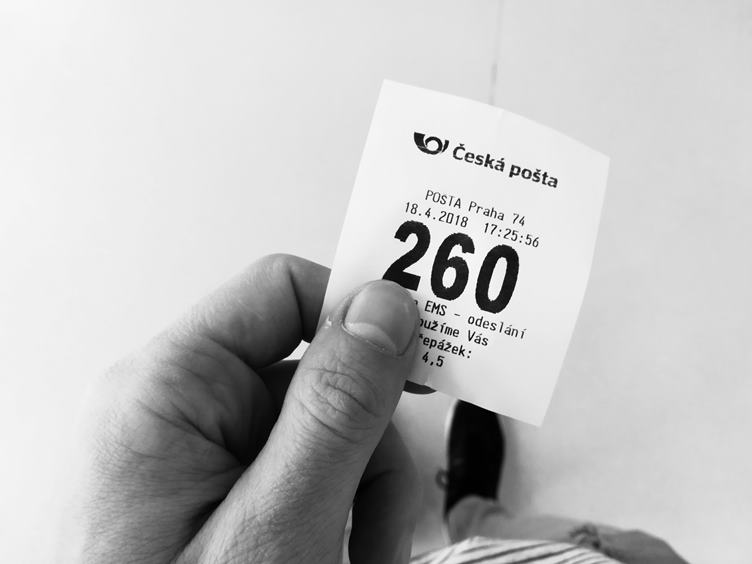 Česká pošta
POSTA Praha 74
18.4.2018 17:25:56
260
EMS - odeslání
Vás
4,5